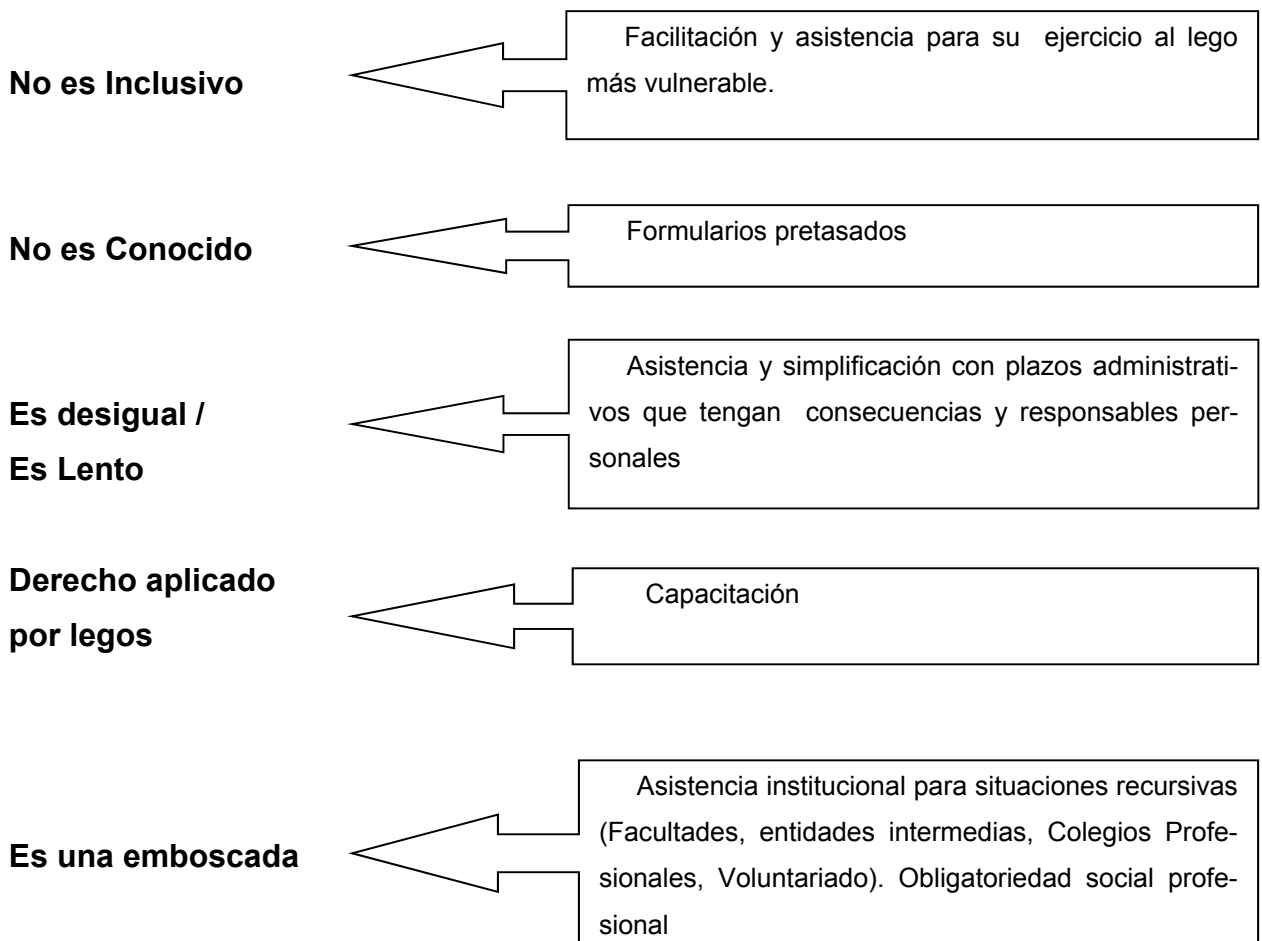 No es Inclusivo
Facilitación y asistencia para su ejercicio al lego
más vulnerable.
No es Conocido
Formularios pretasados
Es desigual /
Es Lento
Asistencia y simplificación con plazos administrati-
vos que tengan consecuencias y responsables per-
sonales
Derecho aplicado
por legos
Capacitación
Es una emboscada
Asistencia institucional para situaciones recursivas
(Facultades, entidades intermedias, Colegios Profe-
sionales, Voluntariado). Obligatoriedad social profe-
sional